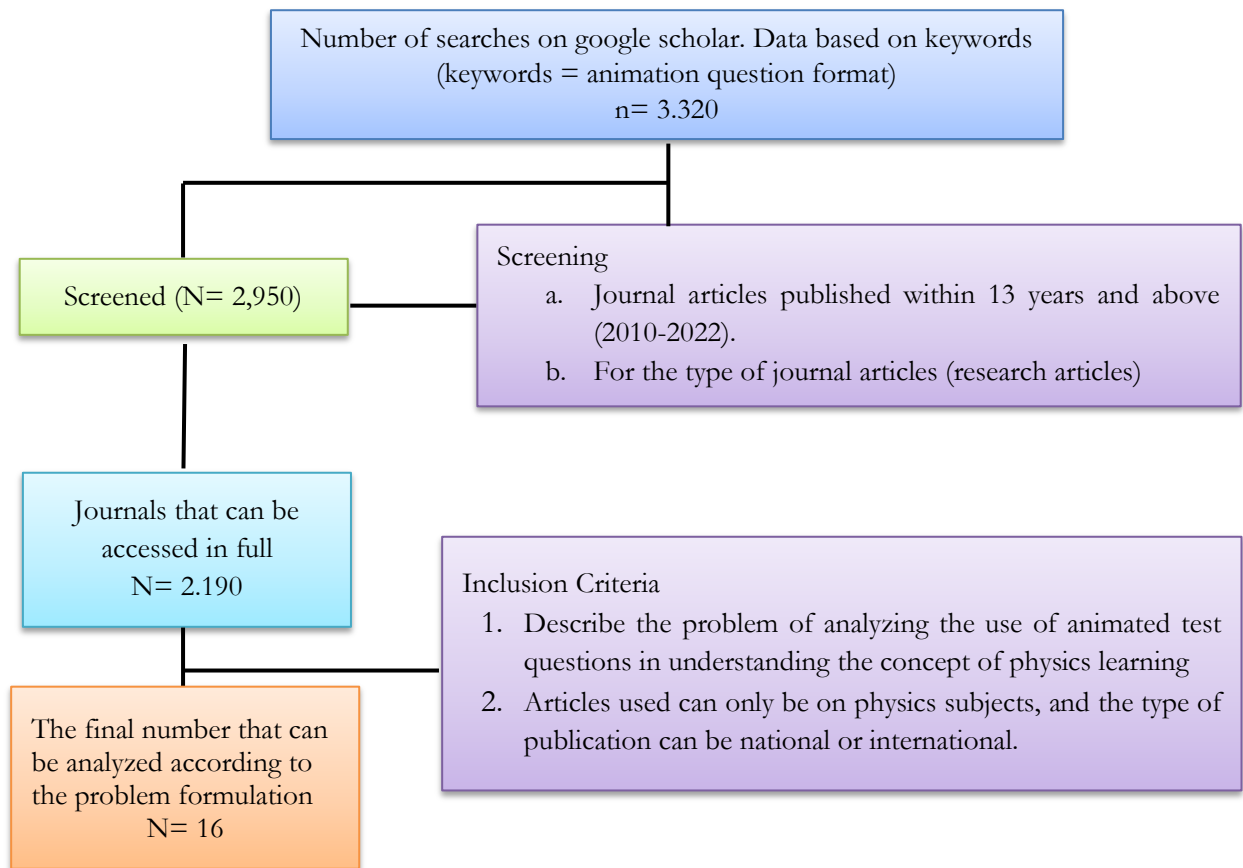 Number of searches on google scholar. Data based on keywords
(keywords = animation question format)
n= 3.320
Screened (N= 2,950)
Screening
a. Journal articles published within 13 years and above
(2010-2022).
b. For the type of journal articles (research articles)
Journals that can be
accessed in full
N= 2.190
Inclusion Criteria
1. Describe the problem of analyzing the use of animated test
questions in understanding the concept of physics learning
2. Articles used can only be on physics subjects, and the type of
publication can be national or international.
The final number that can
be analyzed according to
the problem formulation
N= 16